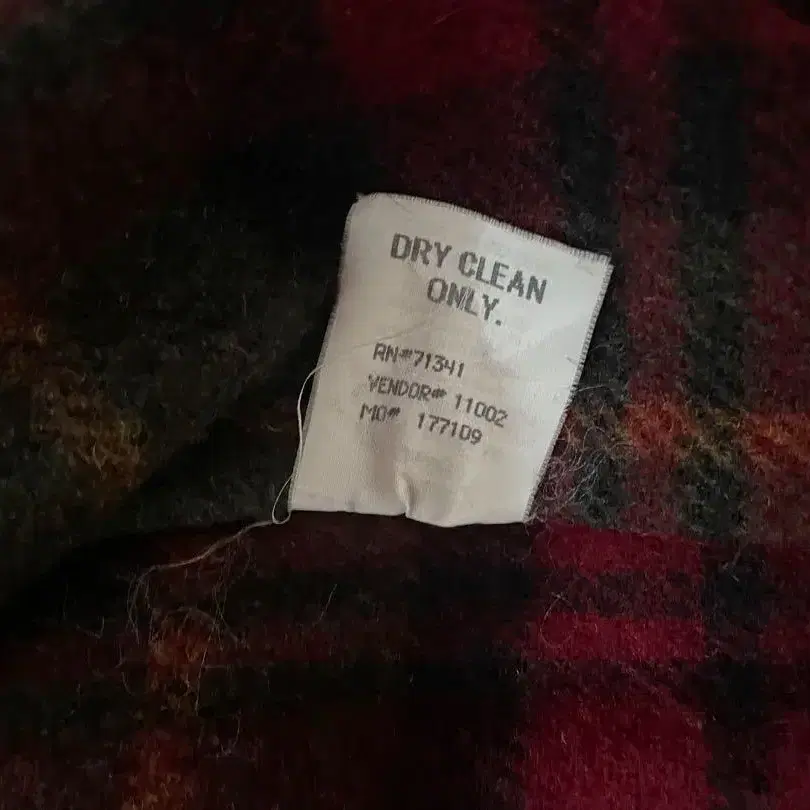 DRY CLEAN
ONLY.
RN#71341
VENDOR# 11002
MO# 177109